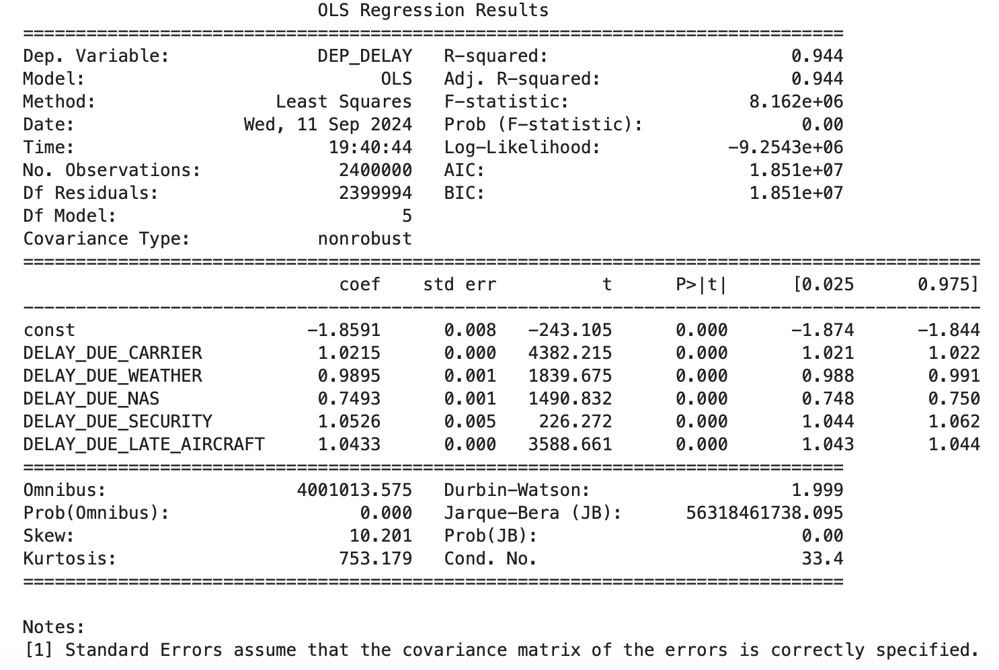 OLS Regression Results
==============================================================================
Dep. Variable: DEP_DELAY R-squared: 0.944
Model: OLS Adj. R-squared: 0.944
Method: Least Squares F-statistic: 8.162e+06
Date: Wed, 11 Sep 2024 Prob (F-statistic): 0.00
Time: 19:40:44 Log-Likelihood: -9.2543e+06
No. Observations: 2400000 AIC: 1.851e+07
Df Residuals: 2399994 BIC: 1.851e+07
Df Model: 5
Covariance Type: nonrobust
===========================================================================================
coef std err t P>|t| [0.025 0.975]
-------------------------------------------------------------------------------------------
const -1.8591 0.008 -243.105 0.000 -1.874 -1.844
DELAY_DUE_CARRIER 1.0215 0.000 4382.215 0.000 1.021 1.022
DELAY_DUE_WEATHER 0.9895 0.001 1839.675 0.000 0.988 0.991
DELAY_DUE_NAS 0.7493 0.001 1490.832 0.000 0.748 0.750
DELAY_DUE_SECURITY 1.0526 0.005 226.272 0.000 1.044 1.062
DELAY_DUE_LATE_AIRCRAFT 1.0433 0.000 3588.661 0.000 1.043 1.044
==============================================================================
Omnibus: 4001013.575 Durbin-Watson: 1.999
Prob(Omnibus): 0.000 Jarque-Bera (JB): 56318461738.095
Skew: 10.201 Prob(JB): 0.00
Kurtosis: 753.179 Cond. No. 33.4
==============================================================================
Notes:
[1] Standard Errors assume that the covariance matrix of the errors is correctly specified.